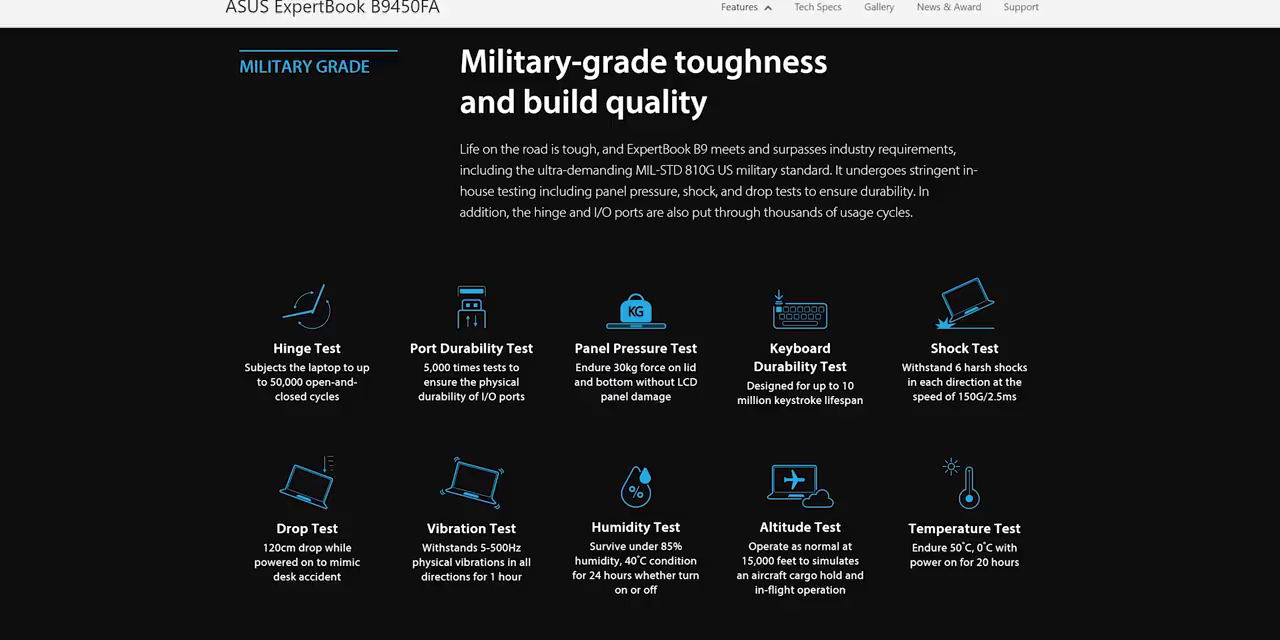 ASUS ExpertBook B9450FA
Features
Tech Specs
Gallery
News & Award
Support
MILITARY GRADE
Military-grade toughness
and build quality
Life on the road is tough, and ExpertBook B9 meets and surpasses industry requirements,
including the ultra-demanding MIL-STD 810G US military standard. It undergoes stringent in-
house testing including panel pressure, shock, and drop tests to ensure durability. In
addition, the hinge and I/O ports are also put through thousands of usage cycles.
Hinge Test
Subjects the laptop to up
to 50,000 open-and-
closed cycles
Port Durability Test
5,000 times tests to
ensure the physical
durability of I/O ports
KG
Panel Pressure Test
Endure 30kg force on lid
and bottom without LCD
panel damage
Keyboard
Durability Test
Designed for up to 10
million keystroke lifespan
Shock Test
Withstand 6 harsh shocks
in each direction at the
speed of 150G/2.5ms
Drop Test
120cm drop while
powered on to mimic
desk accident
Vibration Test
Withstands 5-500Hz
physical vibrations in all
directions for 1 hour
%
Humidity Test
Survive under 85%
humidity, 40˚C condition
for 24 hours whether turn
on or off
Altitude Test
Operate as normal at
15,000 feet to simulates
an aircraft cargo hold and
in-flight operation
Temperature Test
Endure 50˚C, 0˚C with
power on for 20 hours